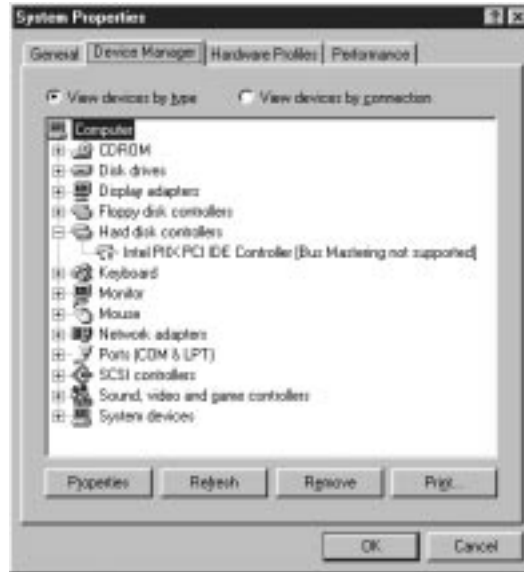 System Properties
General Device Manager Hardware Profiles Performance
View devices by type View devices by connection
Computer
CDROM
Disk drives
Display adapters
Floppy disk controllers
Hard disk controllers
Intel PIIX PCI IDE Controller (Bus Mastering not supported)
Keyboard
Monitor
Mouse
Network adapters
Ports (COM & LPT)
SCSI controllers
Sound, video and game controllers
System devices
Properties Refresh Remove Print...
OK Cancel